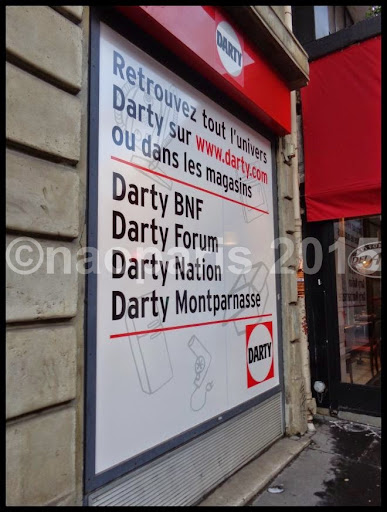 DARTY
Retrouvez tout l'univers
Darty sur www.darty.com
ou dans les magasins
Darty BNF
Darty Forum
Darty Nation
Darty Montparnasse
DARTY